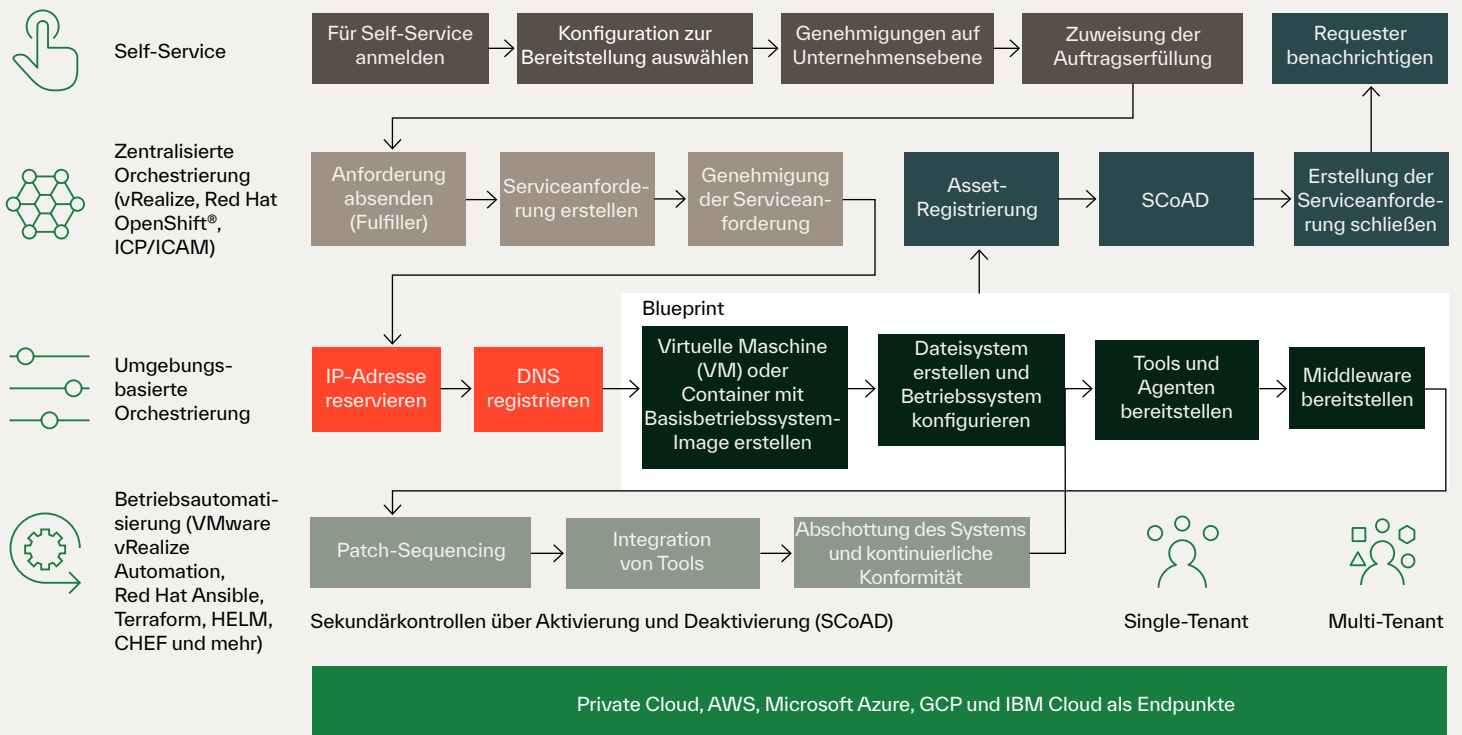 Self-Service
Für Self-Service
anmelden
Konfiguration zur
Bereitstellung auswählen
Genehmigungen auf
Unternehmensebene
Zuweisung der
Auftragserfüllung
Requester
benachrichtigen
Zentralisierte
Orchestrierung
(vRealize, Red Hat
OpenShift®,
ICP/ICAM)
Anforderung
absenden
(Fulfiller)
Serviceanforde-
rung erstellen
Genehmigung
der Servicean-
forderung
Asset-
Registrierung
SCoAD
Erstellung der
Serviceanforde-
rung schließen
Umgebungs-
basierte
Orchestrierung
IP-Adresse
reservieren
DNS
registrieren
Blueprint
Virtuelle Maschine
(VM) oder
Container mit
Basisbetriebssystem-
Image erstellen
Dateisystem
erstellen und
Betriebssystem
konfigurieren
Tools und
Agenten
bereitstellen
Middleware
bereitstellen
Betriebsautomati-
sierung (VMware
vRealize
Automation,
Red Hat Ansible,
Terraform, HELM,
CHEF und mehr)
Patch-Sequencing
Integration
von Tools
Abschottung des Systems
und kontinuierliche
Konformität
Sekundärkontrollen über Aktivierung und Deaktivierung (SCoAD)
Single-Tenant
Multi-Tenant
Private Cloud, AWS, Microsoft Azure, GCP und IBM Cloud als Endpunkte